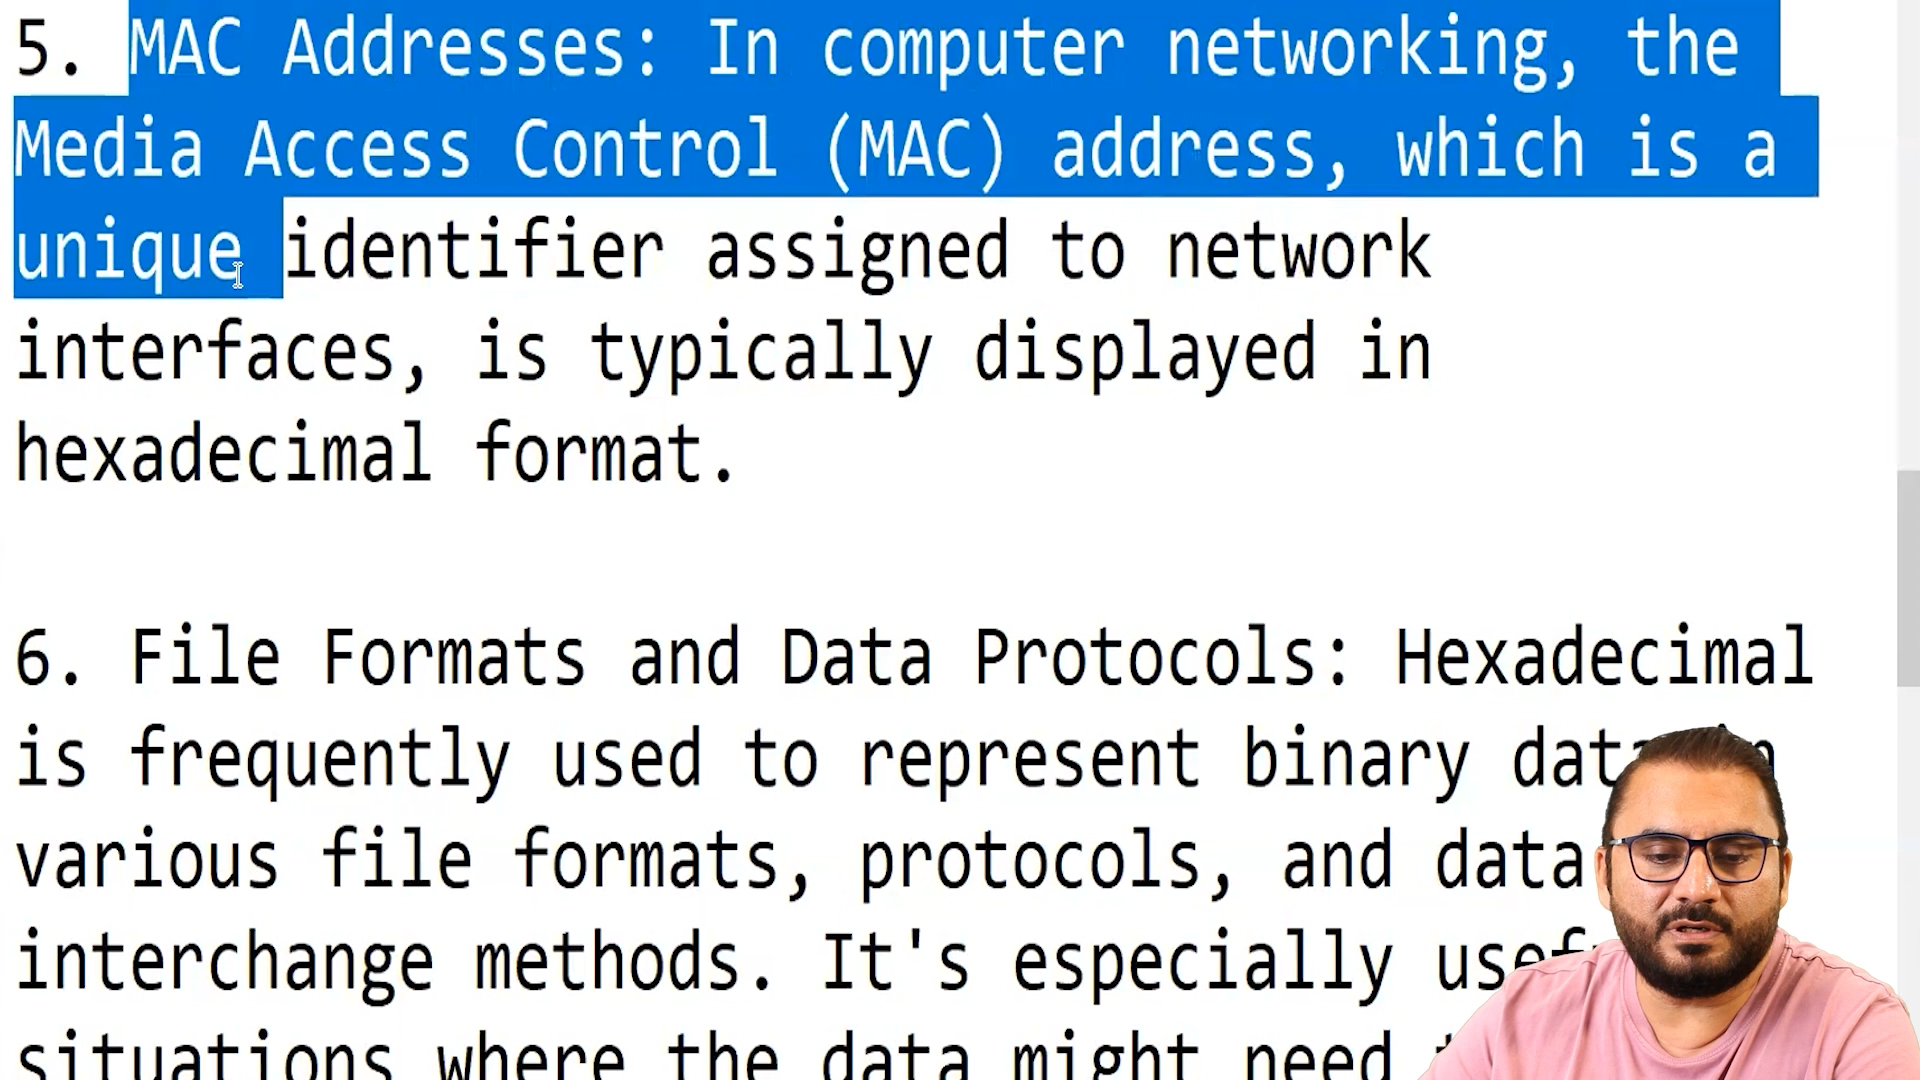 5. MAC Addresses: In computer networking, the
Media Access Control (MAC) address, which is a
unique identifier assigned to network
interfaces, is typically displayed in
hexadecimal format.
6. File Formats and Data Protocols: Hexadecimal
is frequently used to represent binary data in
various file formats, protocols, and data
interchange methods. It's especially
situations where the data might need